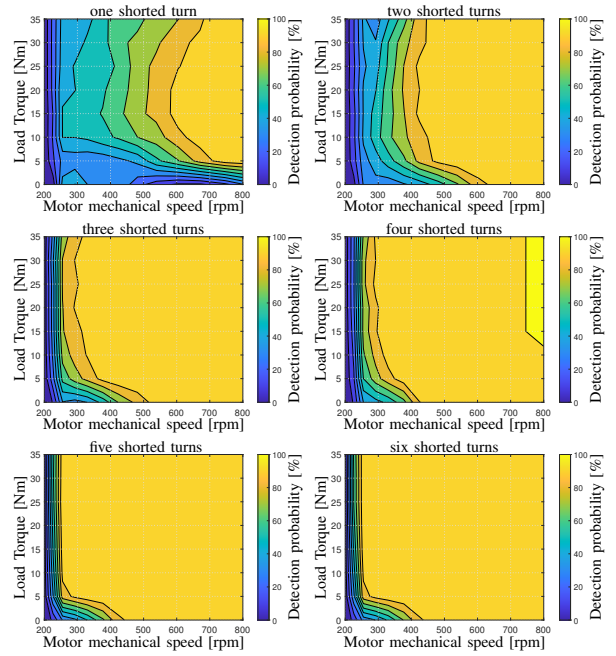 one shorted turn
35
30
25
20
15
10
5
0
Load Torque [Nm]
200 300 400 500 600 700 800
Motor mechanical speed [rpm]
100
80
60
40
20
0
Detection probability [%]
two shorted turns
35
30
25
20
15
10
5
0
Load Torque [Nm]
200 300 400 500 600 700 800
Motor mechanical speed [rpm]
100
80
60
40
20
0
Detection probability [%]
three shorted turns
35
30
25
20
15
10
5
0
Load Torque [Nm]
200 300 400 500 600 700 800
Motor mechanical speed [rpm]
100
80
60
40
20
0
Detection probability [%]
four shorted turns
35
30
25
20
15
10
5
0
Load Torque [Nm]
200 300 400 500 600 700 800
Motor mechanical speed [rpm]
100
80
60
40
20
0
Detection probability [%]
five shorted turns
35
30
25
20
15
10
5
0
Load Torque [Nm]
200 300 400 500 600 700 800
Motor mechanical speed [rpm]
100
80
60
40
20
0
Detection probability [%]
six shorted turns
35
30
25
20
15
10
5
0
Load Torque [Nm]
200 300 400 500 600 700 800
Motor mechanical speed [rpm]
100
80
60
40
20
0
Detection probability [%]